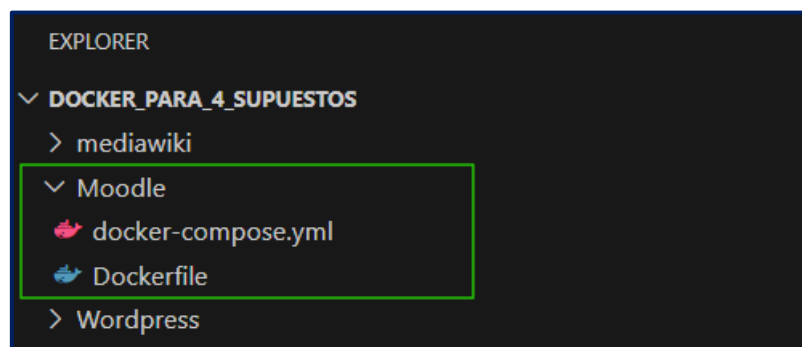 EXPLORER
DOCKER_PARA_4_SUPUESTOS
mediawiki
Moodle
docker-compose.yml
Dockerfile
Wordpress